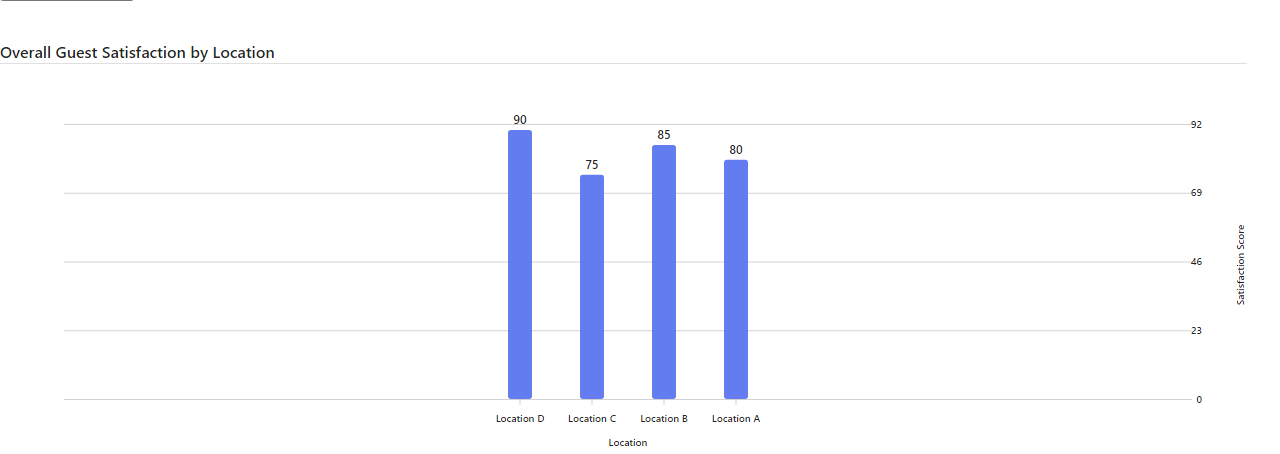 Overall Guest Satisfaction by Location
90
75
85
80
92
69
46
23
0
Satisfaction Score
Location D Location C Location B Location A
Location